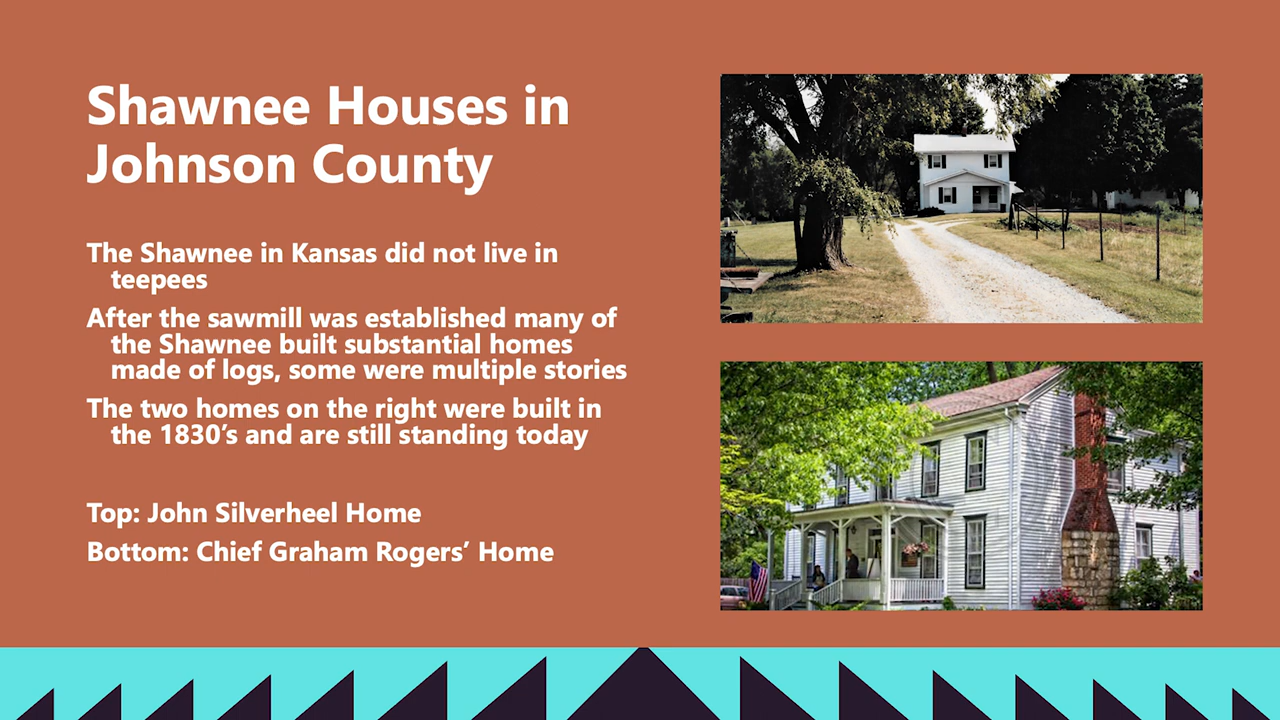 Shawnee Houses in
Johnson County
The Shawnee in Kansas did not live in
teepees
After the sawmill was established many of
the Shawnee built substantial homes
made of logs, some were multiple stories
The two homes on the right were built in
the 1830’s and are still standing today
Top: John Silverheel Home
Bottom: Chief Graham Rogers’ Home